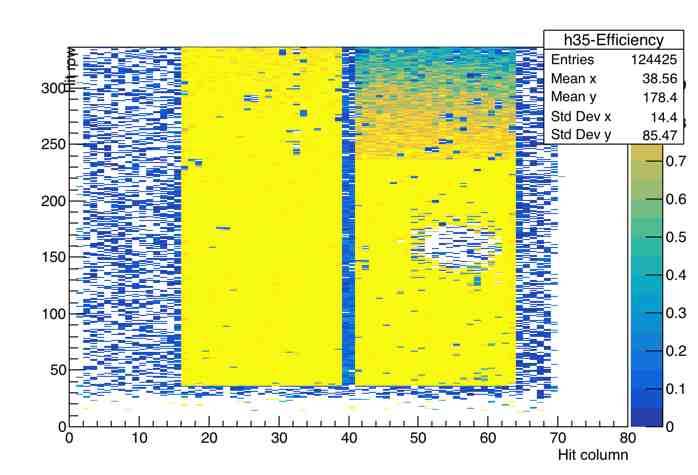 h35-Efficiency
Entries 124425
Mean x 38.56
Mean y 178.4
Std Dev x 14.4
Std Dev y 85.47
Hit row
300
250
200
150
100
50
0
0 10 20 30 40 50 60 70 80
Hit column
0.7
0.6
0.5
0.4
0.3
0.2
0.1
0